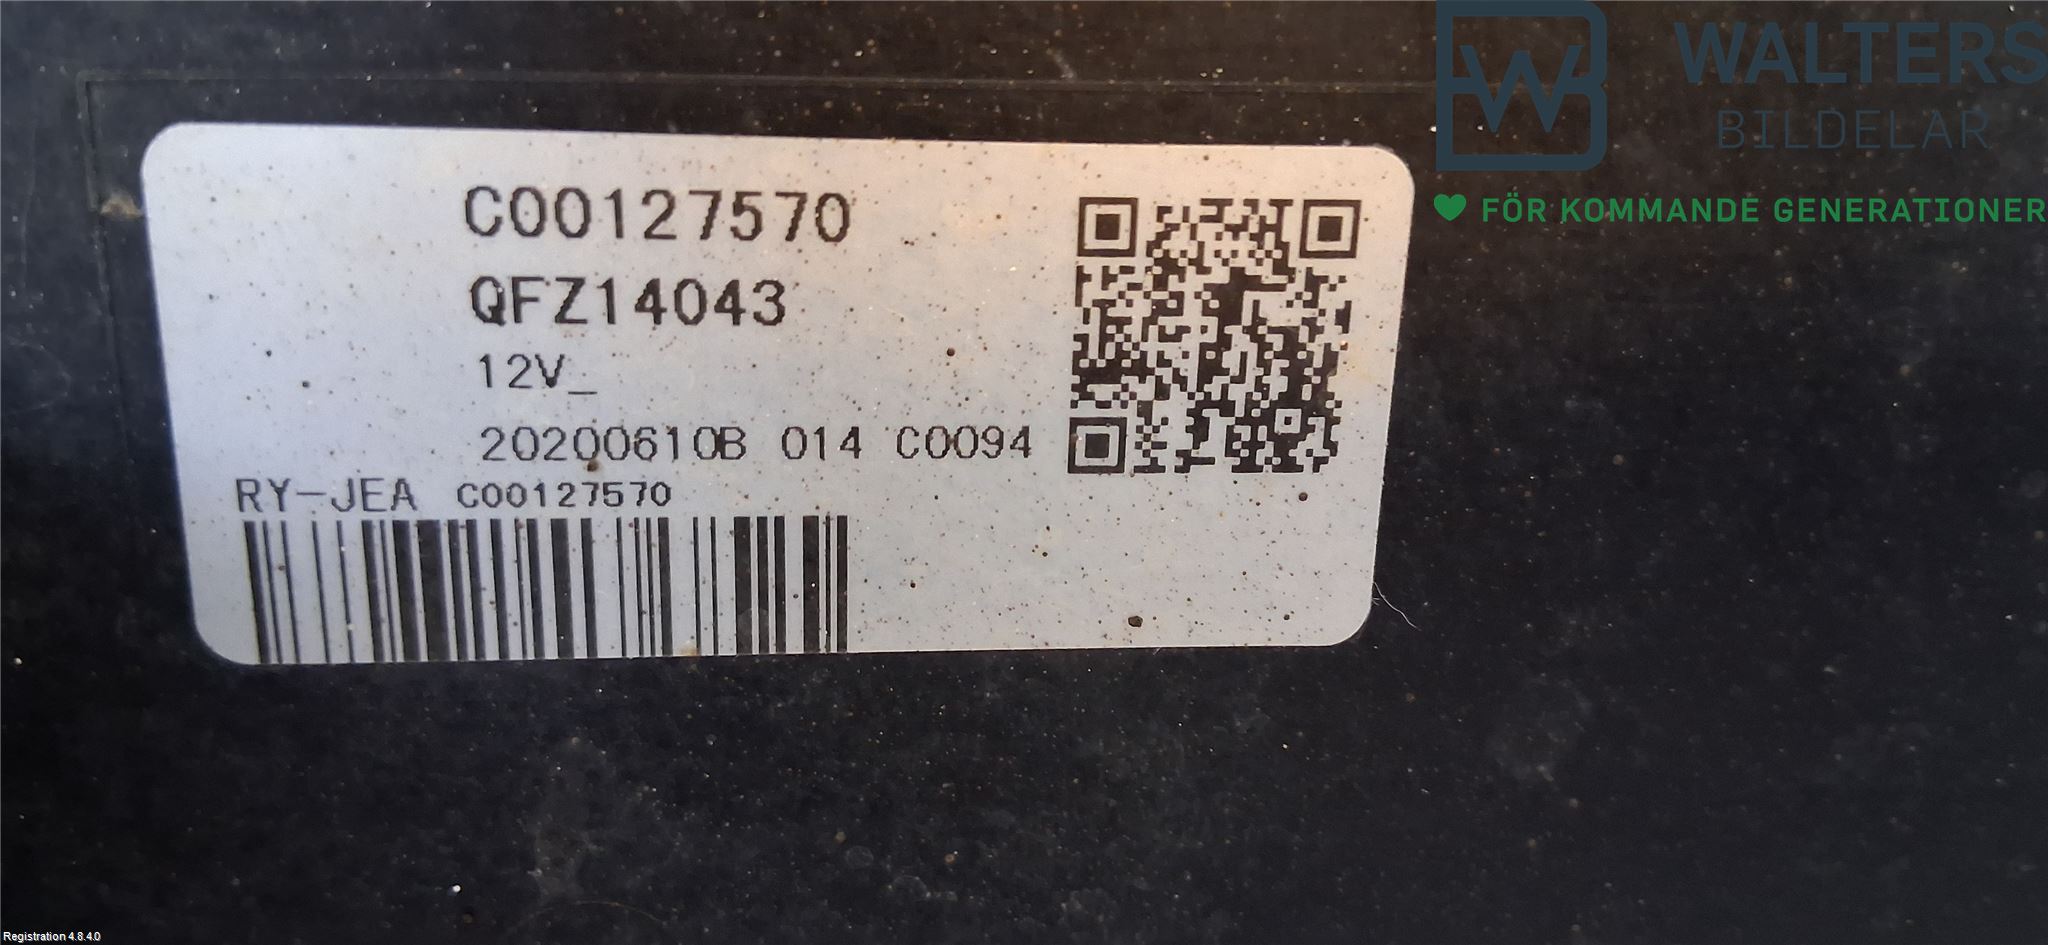 WALTERS
BILDELAR
FÖR KOMMANDE GENERATIONER
C00127570
QFZ14043
12V_
20200610B 014 C0094
RY-JEA C00127570
Registration 4.8.4.0